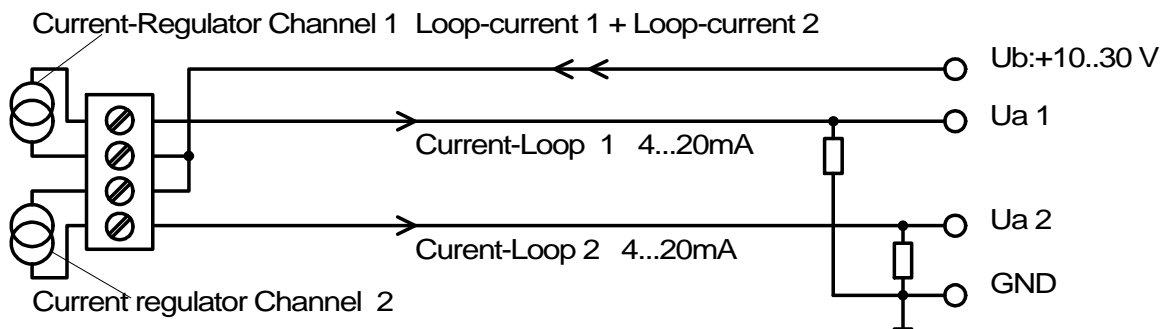 Current-Regulator Channel 1 Loop-current 1 + Loop-current 2
Ub:+10..30 V
Ua 1
Current-Loop 1 4...20mA
Ua 2
Curent-Loop 2 4...20mA
GND
Current regulator Channel 2